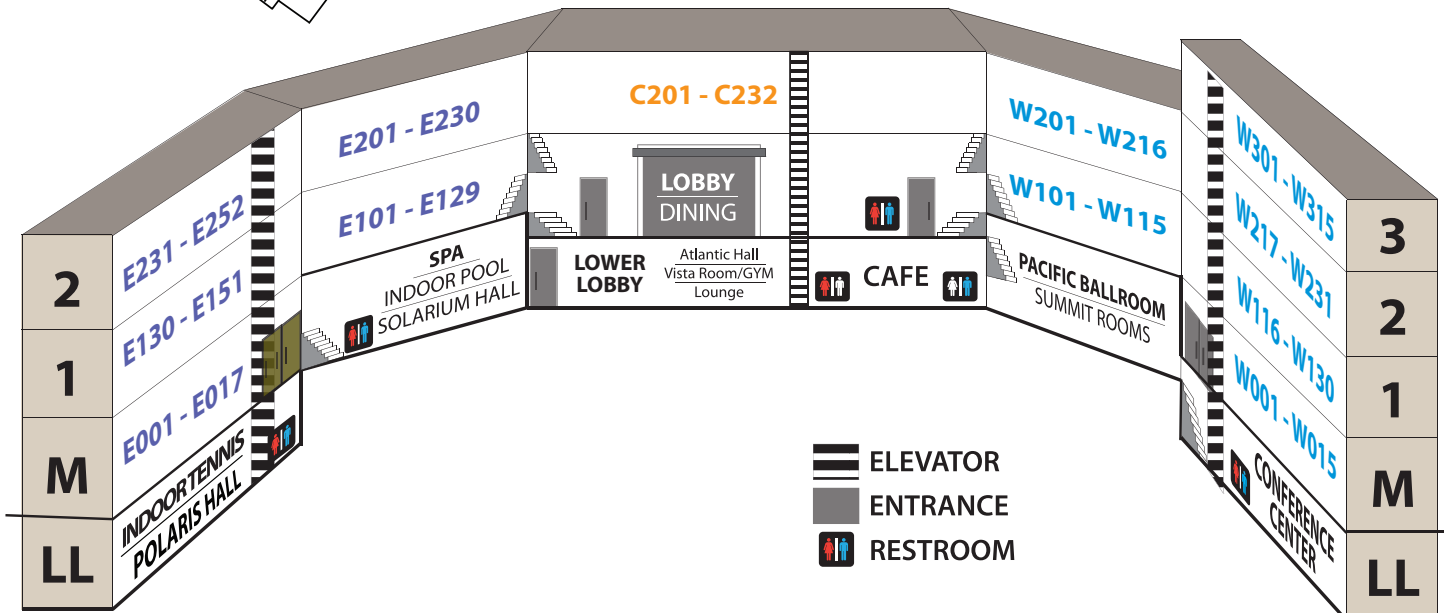 2
1
M
LL
E231 - E252
E130 - E151
E001 - E017
INDOOR TENNIS
POLARIS HALL
E201 - E230
E101 - E129
SPA
INDOOR POOL
SOLARIUM HALL
C201 - C232
LOBBY
DINING
LOWER
LOBBY
Atlantic Hall
Vista Room/GYM
Lounge
CAFE
W201 - W216
W101 - W115
PACIFIC BALLROOM
SUMMIT ROOMS
W301 - W315
W217 - W231
W116 - W130
W001 - W015
CONFERENCE
CENTER
3
2
1
M
LL
ELEVATOR
ENTRANCE
RESTROOM